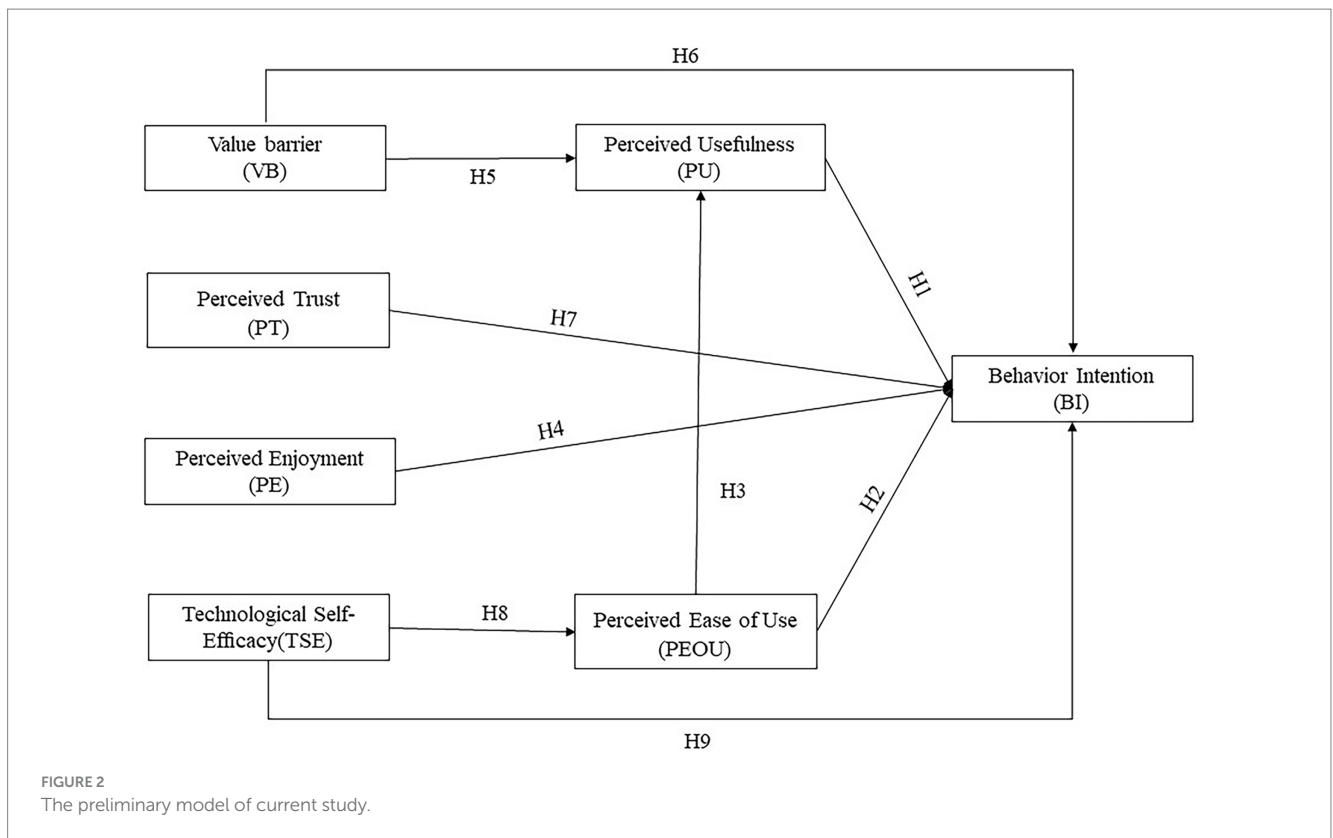 H6
Value barrier
(VB)
H5
Perceived Usefulness
(PU)
H1
Perceived Trust
(PT)
H7
Behavior Intention
(BI)
Perceived Enjoyment
(PE)
H4
H3
H2
Technological Self-
Efficacy(TSE)
H8
Perceived Ease of Use
(PEOU)
H9
FIGURE 2
The preliminary model of current study.